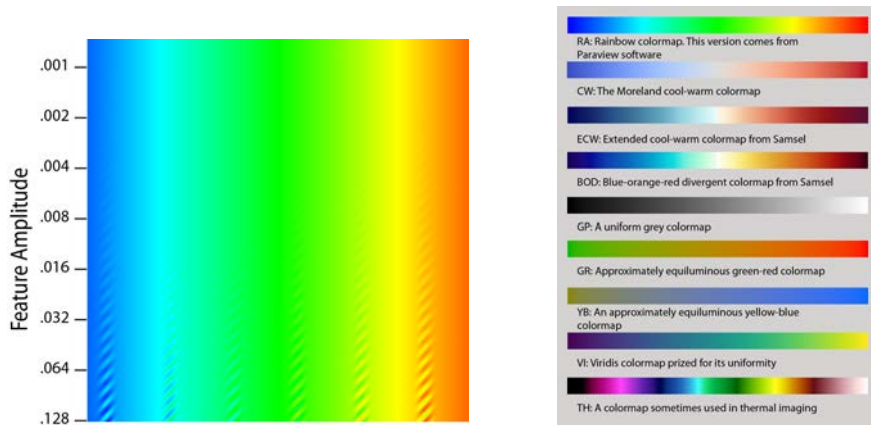 .001
.002
.004
.008
.016
.032
.064
.128
Feature Amplitude
RA: Rainbow colormap. This version comes from
Paraview software
CW: The Moreland cool-warm colormap
ECW: Extended cool-warm colormap from Samsel
BOD: Blue-orange-red divergent colormap from Samsel
GP: A uniform grey colormap
GR: Approximately equiluminous green-red colormap
YB: An approximately equiluminous yellow-blue
colormap
VI: Viridis colormap prized for its uniformity
TH: A colormap sometimes used in thermal imaging